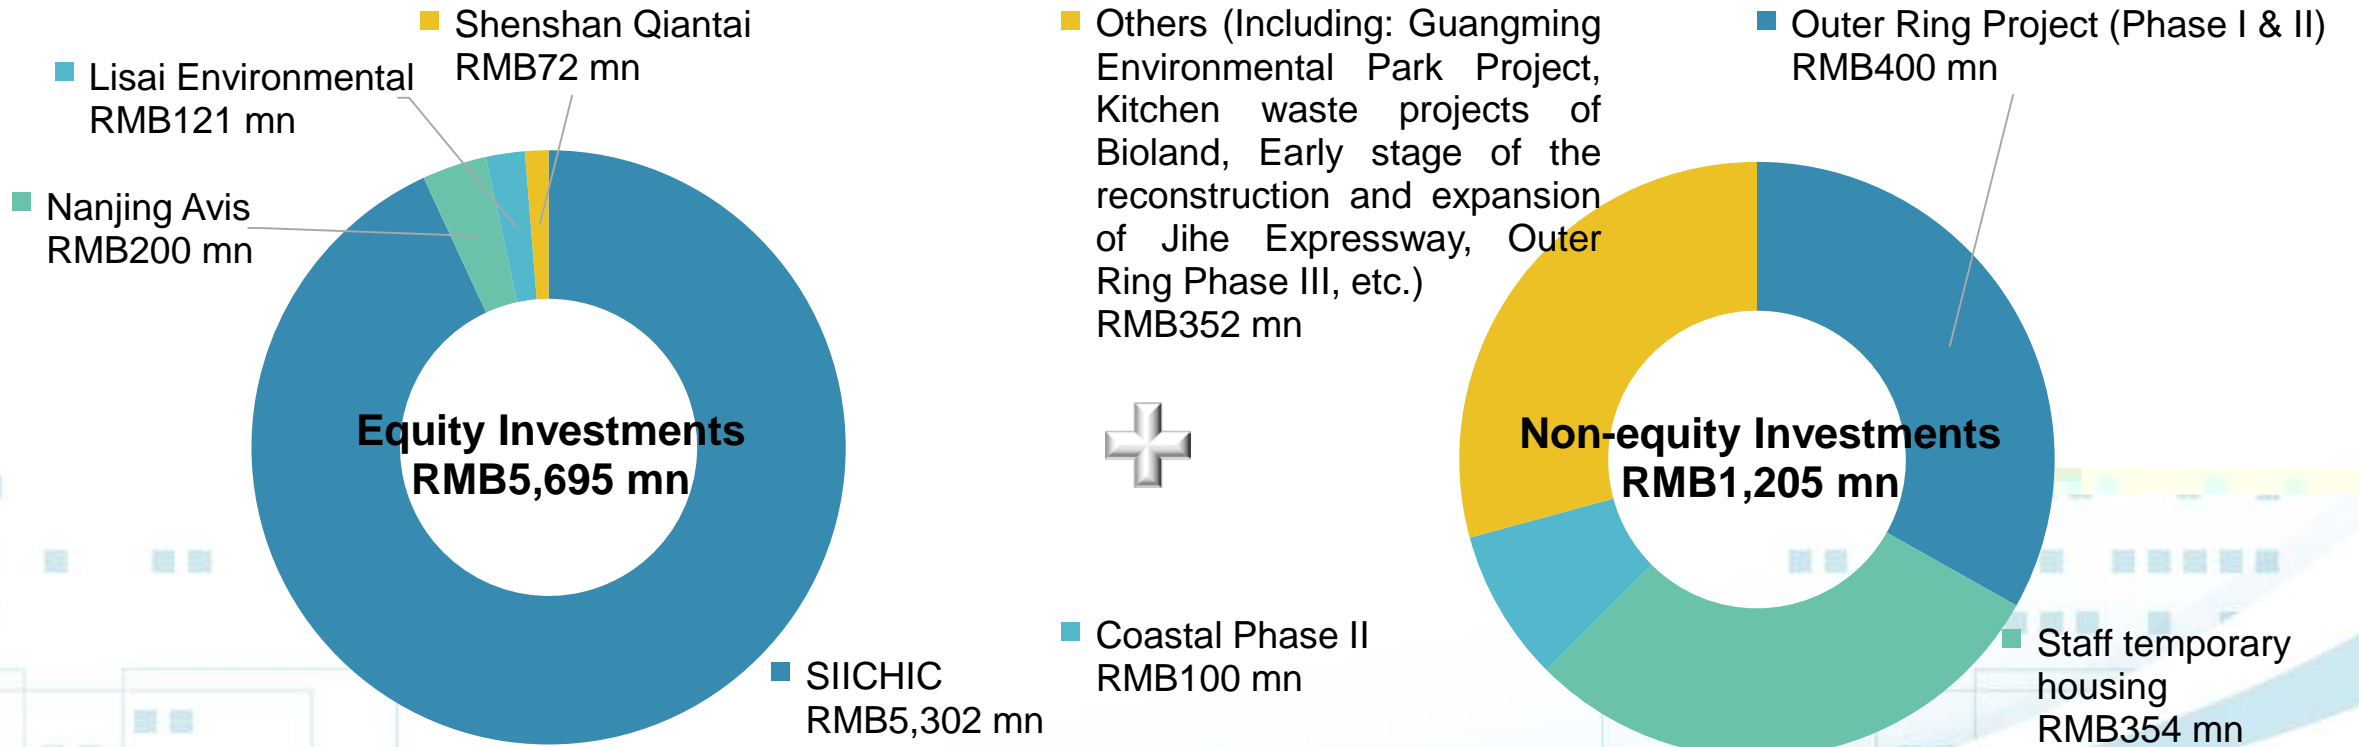 Shenshan Qiantai
RMB72 mn
Lisai Environmental
RMB121 mn
Nanjing Avis
RMB200 mn
Equity Investments
RMB5,695 mn
SIICHIC
RMB5,302 mn
Others (Including: Guangming
Environmental Park Project,
Kitchen waste projects of
Bioland, Early stage of the
reconstruction and expansion
of Jihe Expressway, Outer
Ring Phase III, etc.)
RMB352 mn
Outer Ring Project (Phase I & II)
RMB400 mn
Non-equity Investments
RMB1,205 mn
Coastal Phase II
RMB100 mn
Staff temporary
housing
RMB354 mn